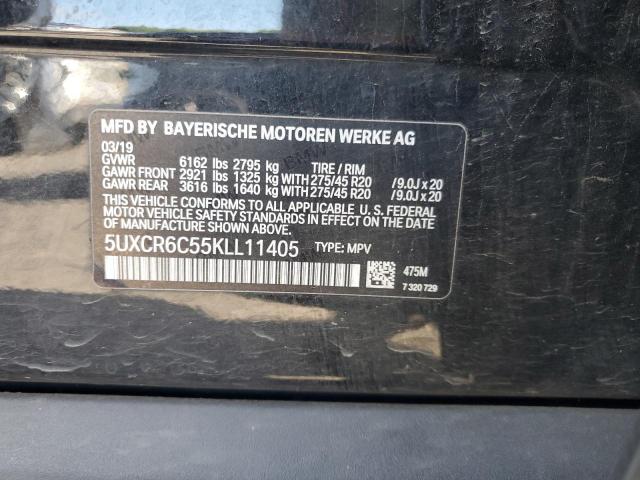 MFD BY BAYERISCHE MOTOREN WERKE AG
03/19
GVWR 6162 lbs 2795 kg TIRE / RIM
GAWR FRONT 2921 lbs 1325 kg WITH 275/45 R20 / 9.0J x 20
GAWR REAR 3616 lbs 1640 kg WITH 275/45 R20 / 9.0J x 20
THIS VEHICLE CONFORMS TO ALL APPLICABLE U. S. FEDERAL
MOTOR VEHICLE SAFETY STANDARDS IN EFFECT ON THE DATE
OF MANUFACTURE SHOWN ABOVE.
5UXCR6C55KLL11405 TYPE: MPV
475M
7 320 729